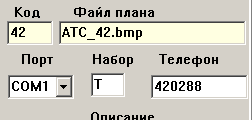 Код Файл плана
42 АТС_42.bmp
Порт Набор Телефон
COM1 Т 420288
Описание